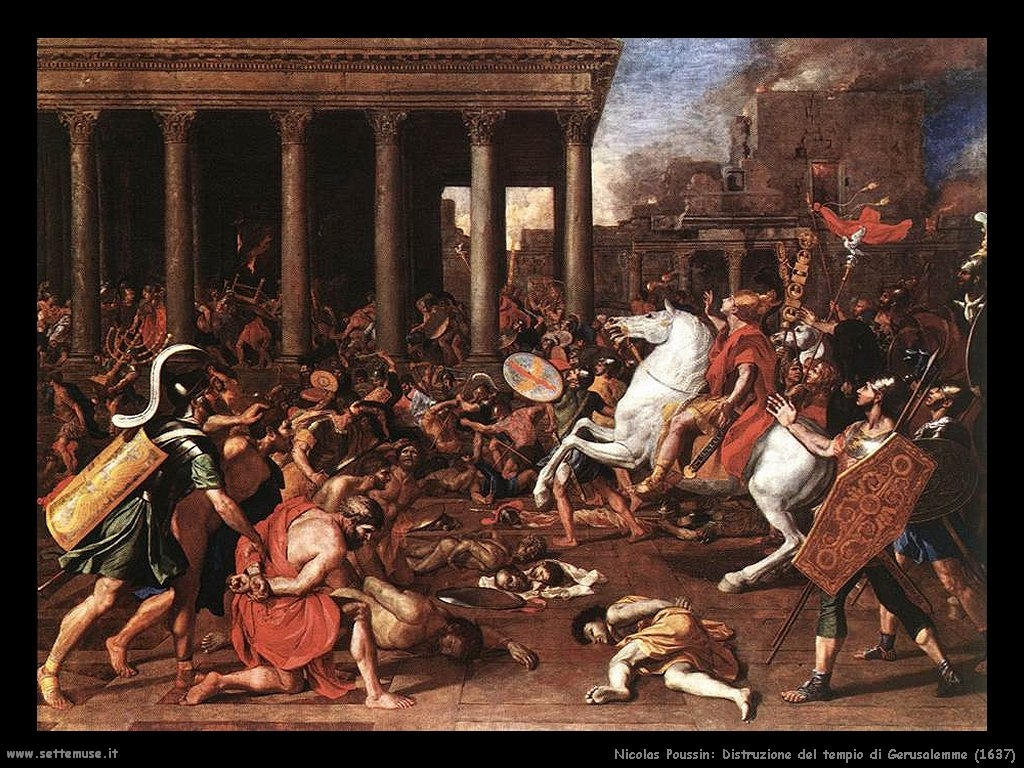 www.settemuse.it
Nicolas Poussin: Distruzione del tempio di Gerusalemme (1637)